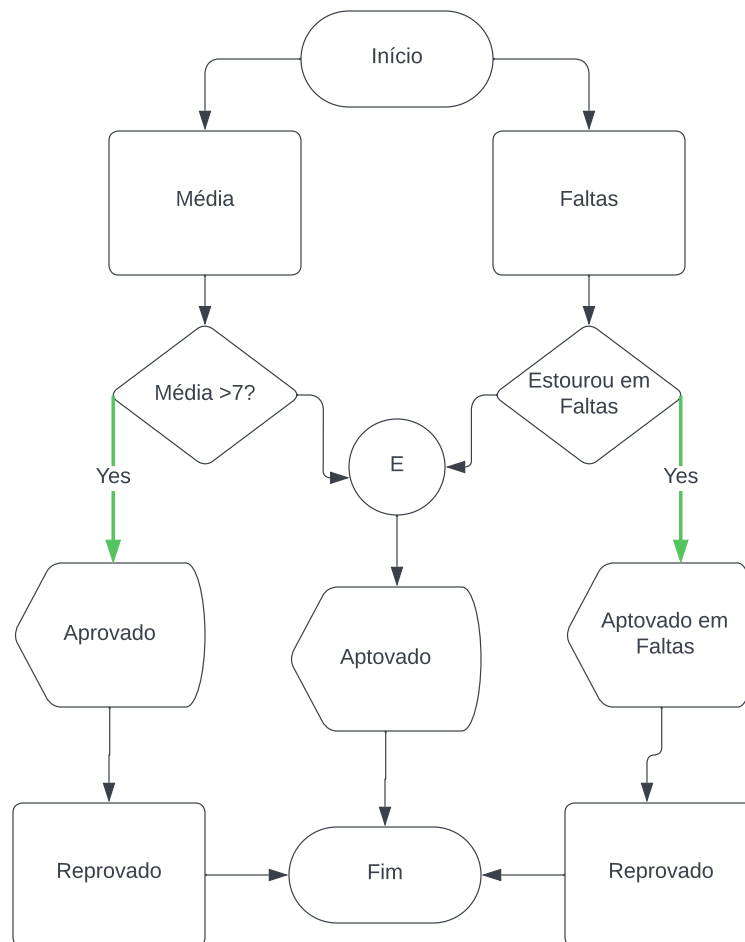 Início
Média
Faltas
Média >7?
Estourou em
Faltas
E
Yes
Yes
Aprovado
Aptovado
Aptovado em
Faltas
Reprovado
Fim
Reprovado